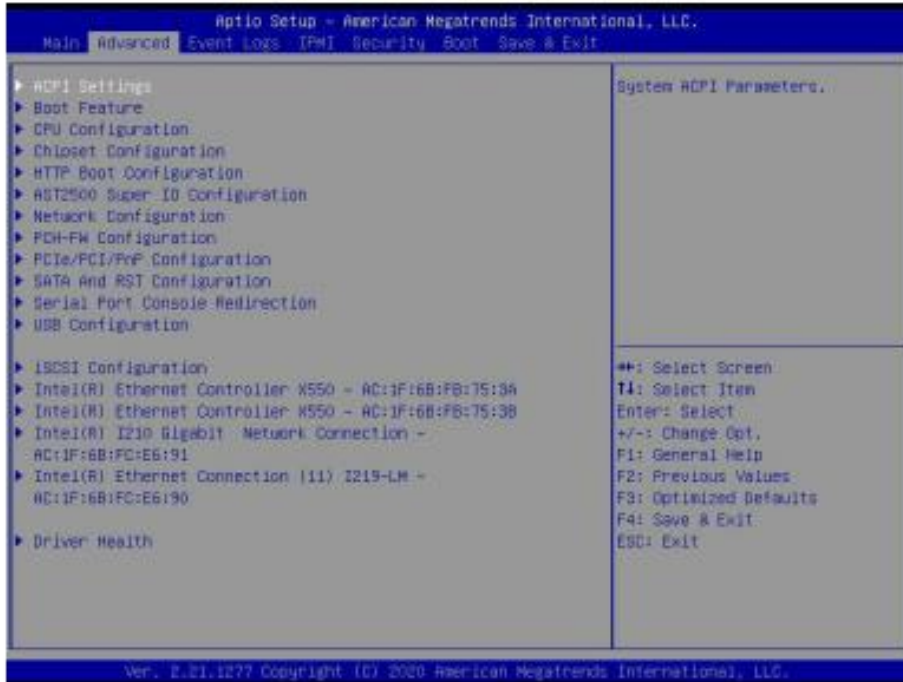 Aptio Setup - American Megatrends International, LLC.
Main Advanced Event Logs IPMI Security Boot Save & Exit
ACPI Settings
Boot Feature
CPU Configuration
Chipset Configuration
HTTP Boot Configuration
AST2500 Super IO Configuration
Network Configuration
PCH-FW Configuration
PCIe/PCI/PnP Configuration
SATA And RST Configuration
Serial Port Console Redirection
USB Configuration
iSCSI Configuration
Intel(R) Ethernet Controller X550 - AC:1F:6B:FB:75:3A
Intel(R) Ethernet Controller X550 - AC:1F:6B:FB:75:3B
Intel(R) I210 Gigabit Network Connection -
AC:1F:6B:FC:E6:91
Intel(R) Ethernet Connection (11) I219-LM -
AC:1F:6B:FC:E6:90
Driver Health
System ACPI Parameters.
→←: Select Screen
↑↓: Select Item
Enter: Select
+/-: Change Opt.
F1: General Help
F2: Previous Values
F3: Optimized Defaults
F4: Save & Exit
ESC: Exit
Ver. 2.21.1277 Copyright (C) 2020 American Megatrends International, LLC.